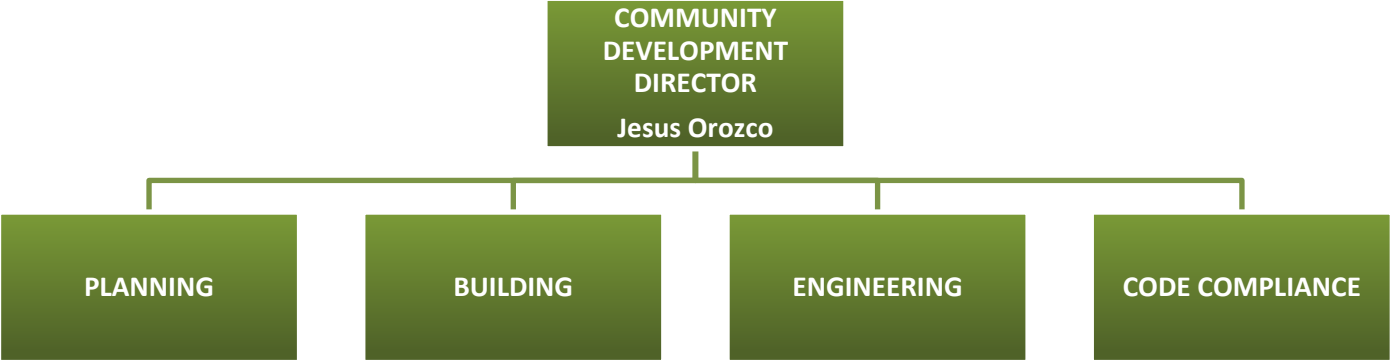 COMMUNITY
DEVELOPMENT
DIRECTOR
Jesus Orozco
PLANNING
BUILDING
ENGINEERING
CODE COMPLIANCE